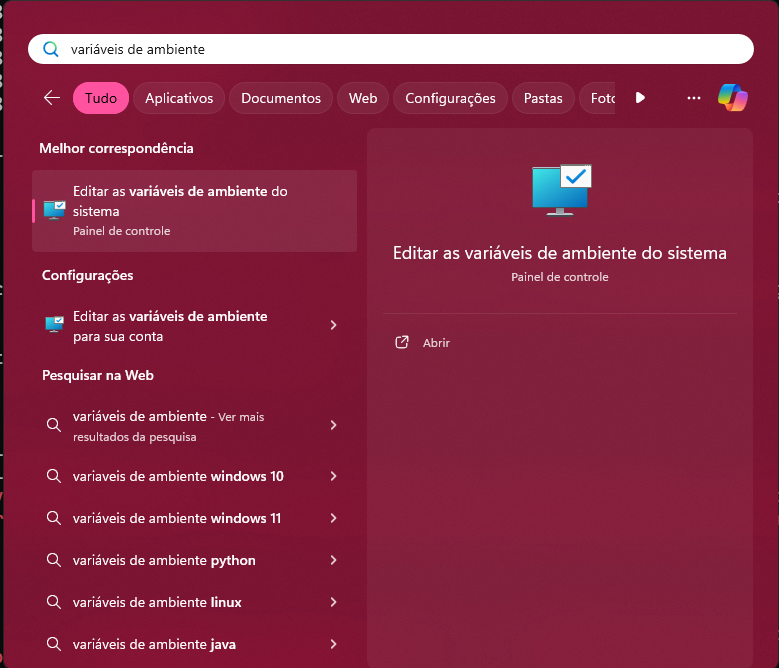 variáveis de ambiente
Tudo
Aplicativos
Documentos
Web
Configurações
Pastas
Foto
Melhor correspondência
Editar as variáveis de ambiente do
sistema
Painel de controle
Configurações
Editar as variáveis de ambiente
para sua conta
Pesquisar na Web
variáveis de ambiente - Ver mais
resultados da pesquisa
variaveis de ambiente windows 10
variáveis de ambiente windows 11
variáveis de ambiente python
variáveis de ambiente linux
variáveis de ambiente java
Editar as variáveis de ambiente do sistema
Painel de controle
Abrir